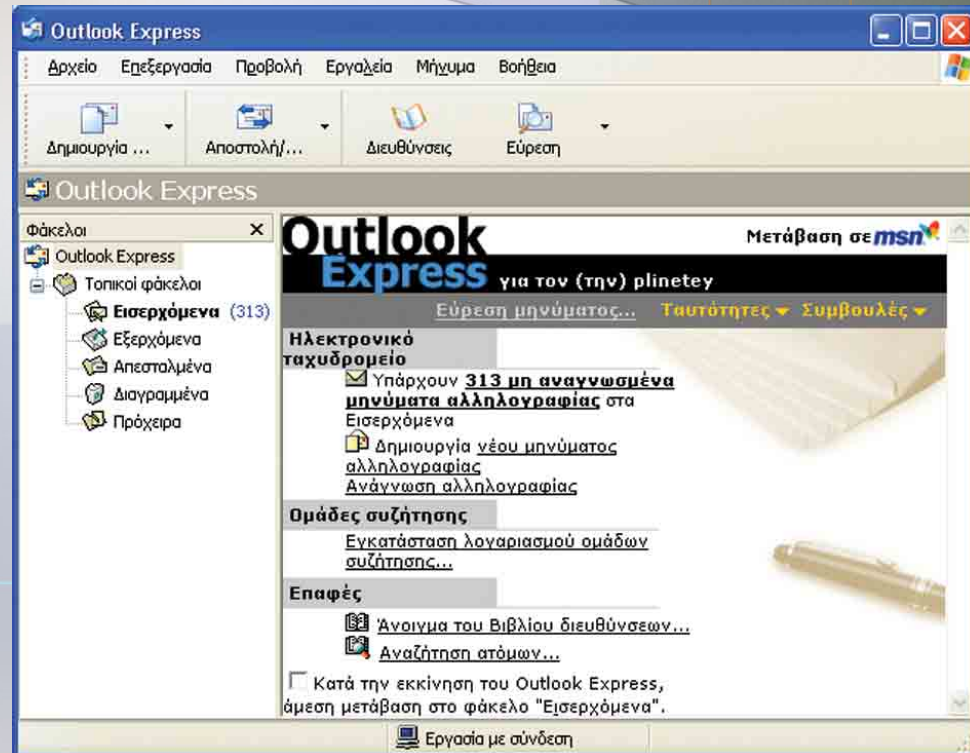 Outlook Express
Αρχείο Επεξεργασία Προβολή Εργαλεία Μήνυμα Βοήθεια
Δημιουργία ... Αποστολή/... Διευθύνσεις Εύρεση
Outlook Express
Φάκελοι
Outlook Express
Τοπικοί φάκελοι
Εισερχόμενα (313)
Εξερχόμενα
Απεσταλμένα
Διαγραμμένα
Πρόχειρα
Outlook
Express για τον (την) plinetey
Μετάβαση σε msn
Εύρεση μηνύματος... Ταυτότητες Συμβουλές
Ηλεκτρονικό
ταχυδρομείο
Υπάρχουν 313 μη αναγνωσμένα
μηνύματα αλληλογραφίας στα
Εισερχόμενα
Δημιουργία νέου μηνύματος
αλληλογραφίας
Ανάγνωση αλληλογραφίας
Ομάδες συζήτησης
Εγκατάσταση λογαριασμού ομάδων
συζήτησης...
Επαφές
Άνοιγμα του Βιβλίου διευθύνσεων...
Αναζήτηση ατόμων...
Κατά την εκκίνηση του Outlook Express,
άμεση μετάβαση στο φάκελο "Εισερχόμενα".
Εργασία με σύνδεση